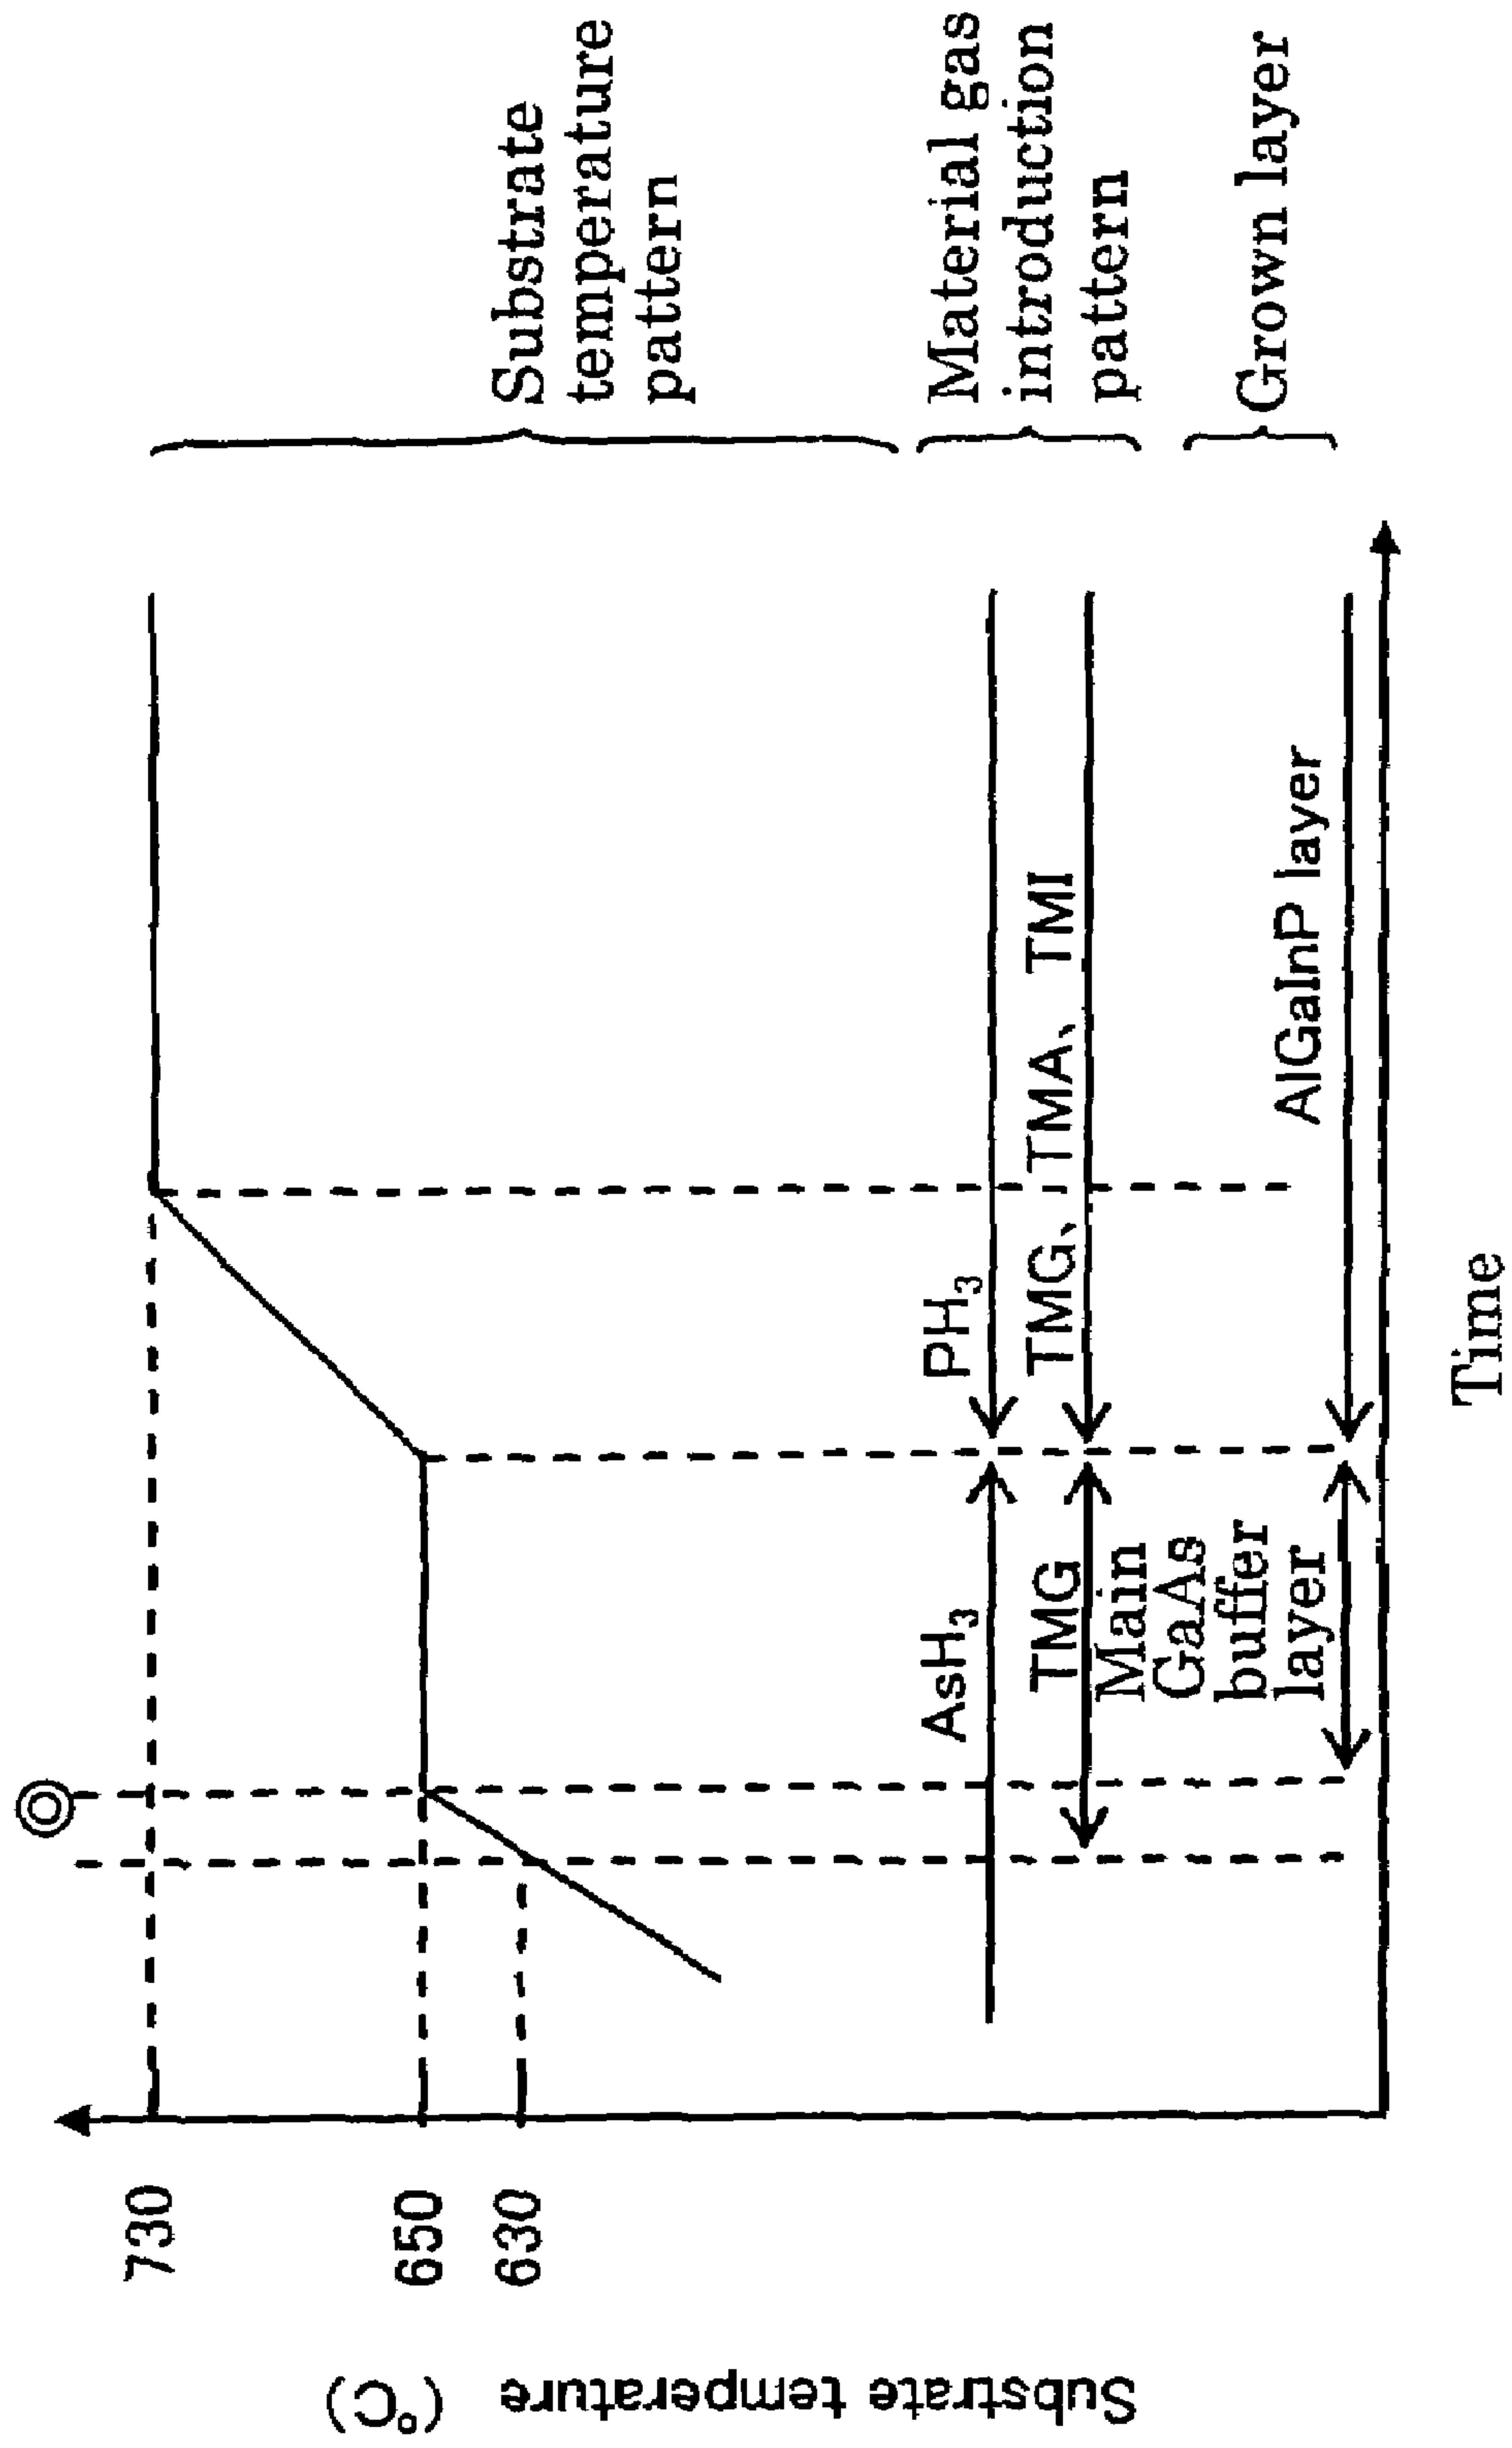 730
650
630
Substrate temperature (°C)
Substrate
temperature
pattern
AsH₃
PH₃
TMG
TMG、TMA、TMI
Material gas
introduction
pattern
Main
GaAs
buffer
layer
AlGaInP layer
Grown layer
Time